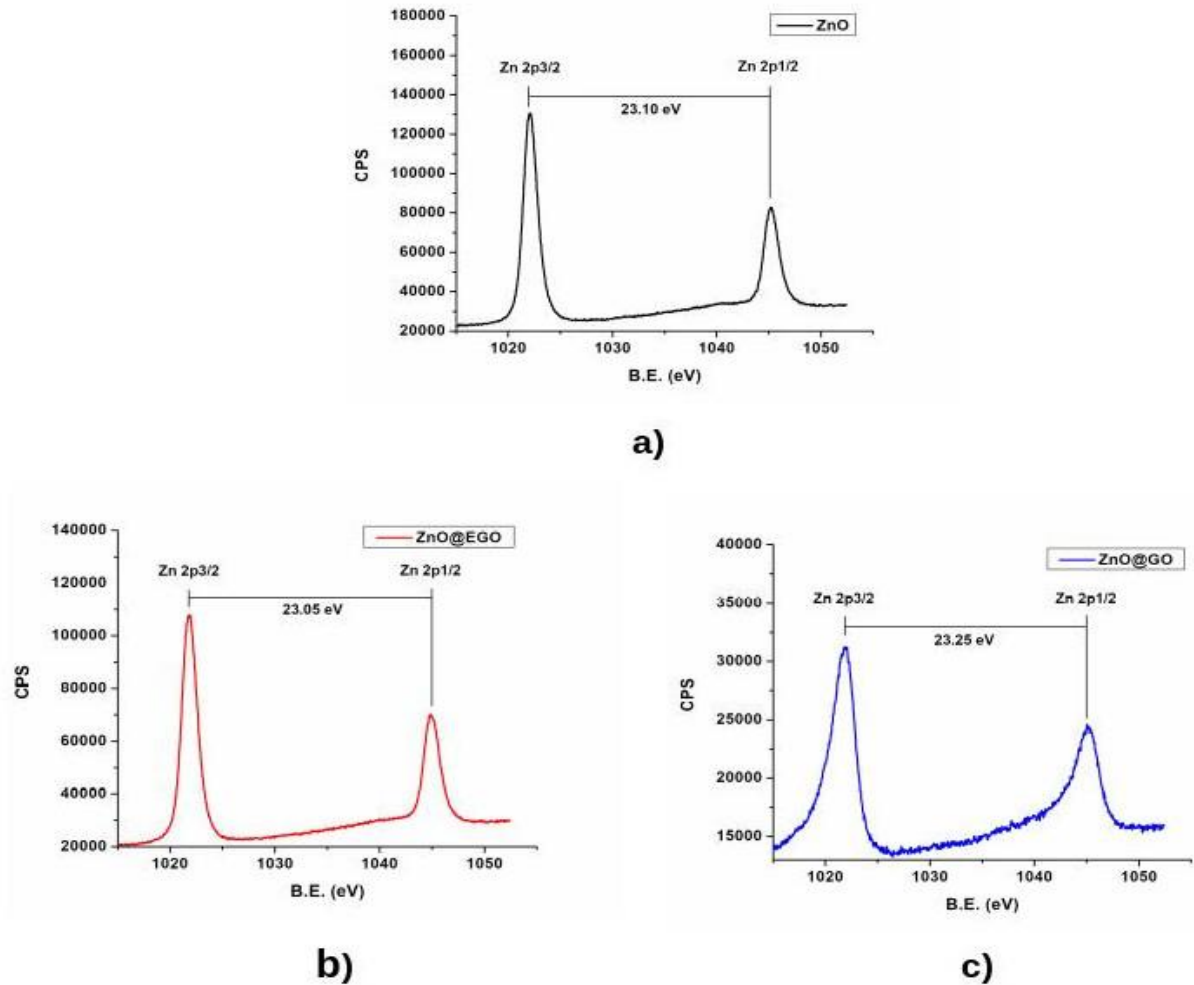 180000
ZnO
160000
Zn 2p3/2
Zn 2p1/2
140000
23.10 eV
120000
CPS
100000
80000
60000
40000
20000
1020
1030
1040
1050
B.E. (eV)
a)
140000
ZnO@EGO
120000
Zn 2p3/2
Zn 2p1/2
23.05 eV
100000
CPS
80000
60000
40000
20000
1020
1030
1040
1050
B.E. (eV)
b)
40000
ZnO@GO
35000
Zn 2p3/2
Zn 2p1/2
23.25 eV
30000
CPS
25000
20000
15000
1020
1030
1040
1050
B.E. (eV)
c)